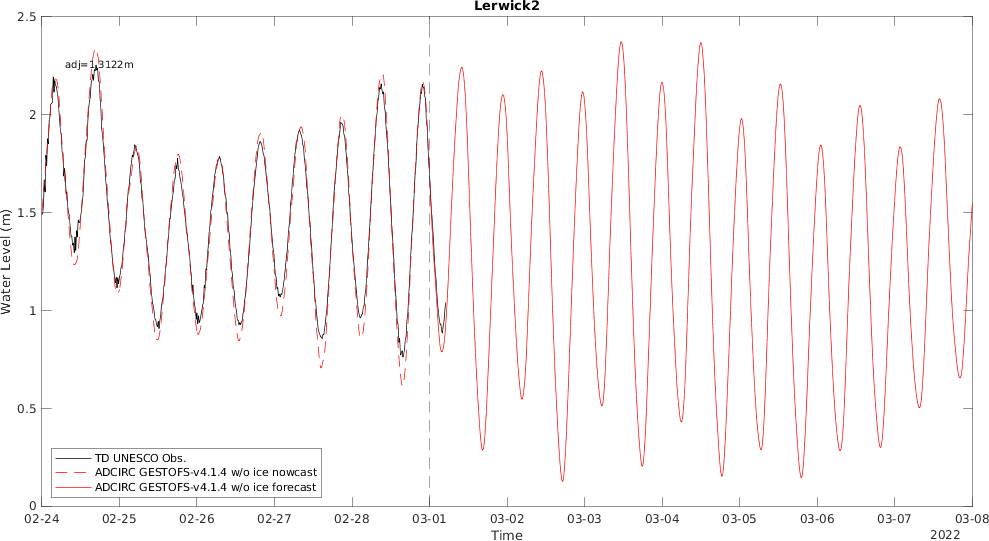 Lerwick2
2.5
2
1.5
1
0.5
0
Water Level (m)
adj=1.3122m
TD UNESCO Obs.
ADCIRC GESTOFS-v4.1.4 w/o ice nowcast
ADCIRC GESTOFS-v4.1.4 w/o ice forecast
02-24 02-25 02-26 02-27 02-28 03-01 03-02 03-03 03-04 03-05 03-06 03-07 03-08
Time
2022